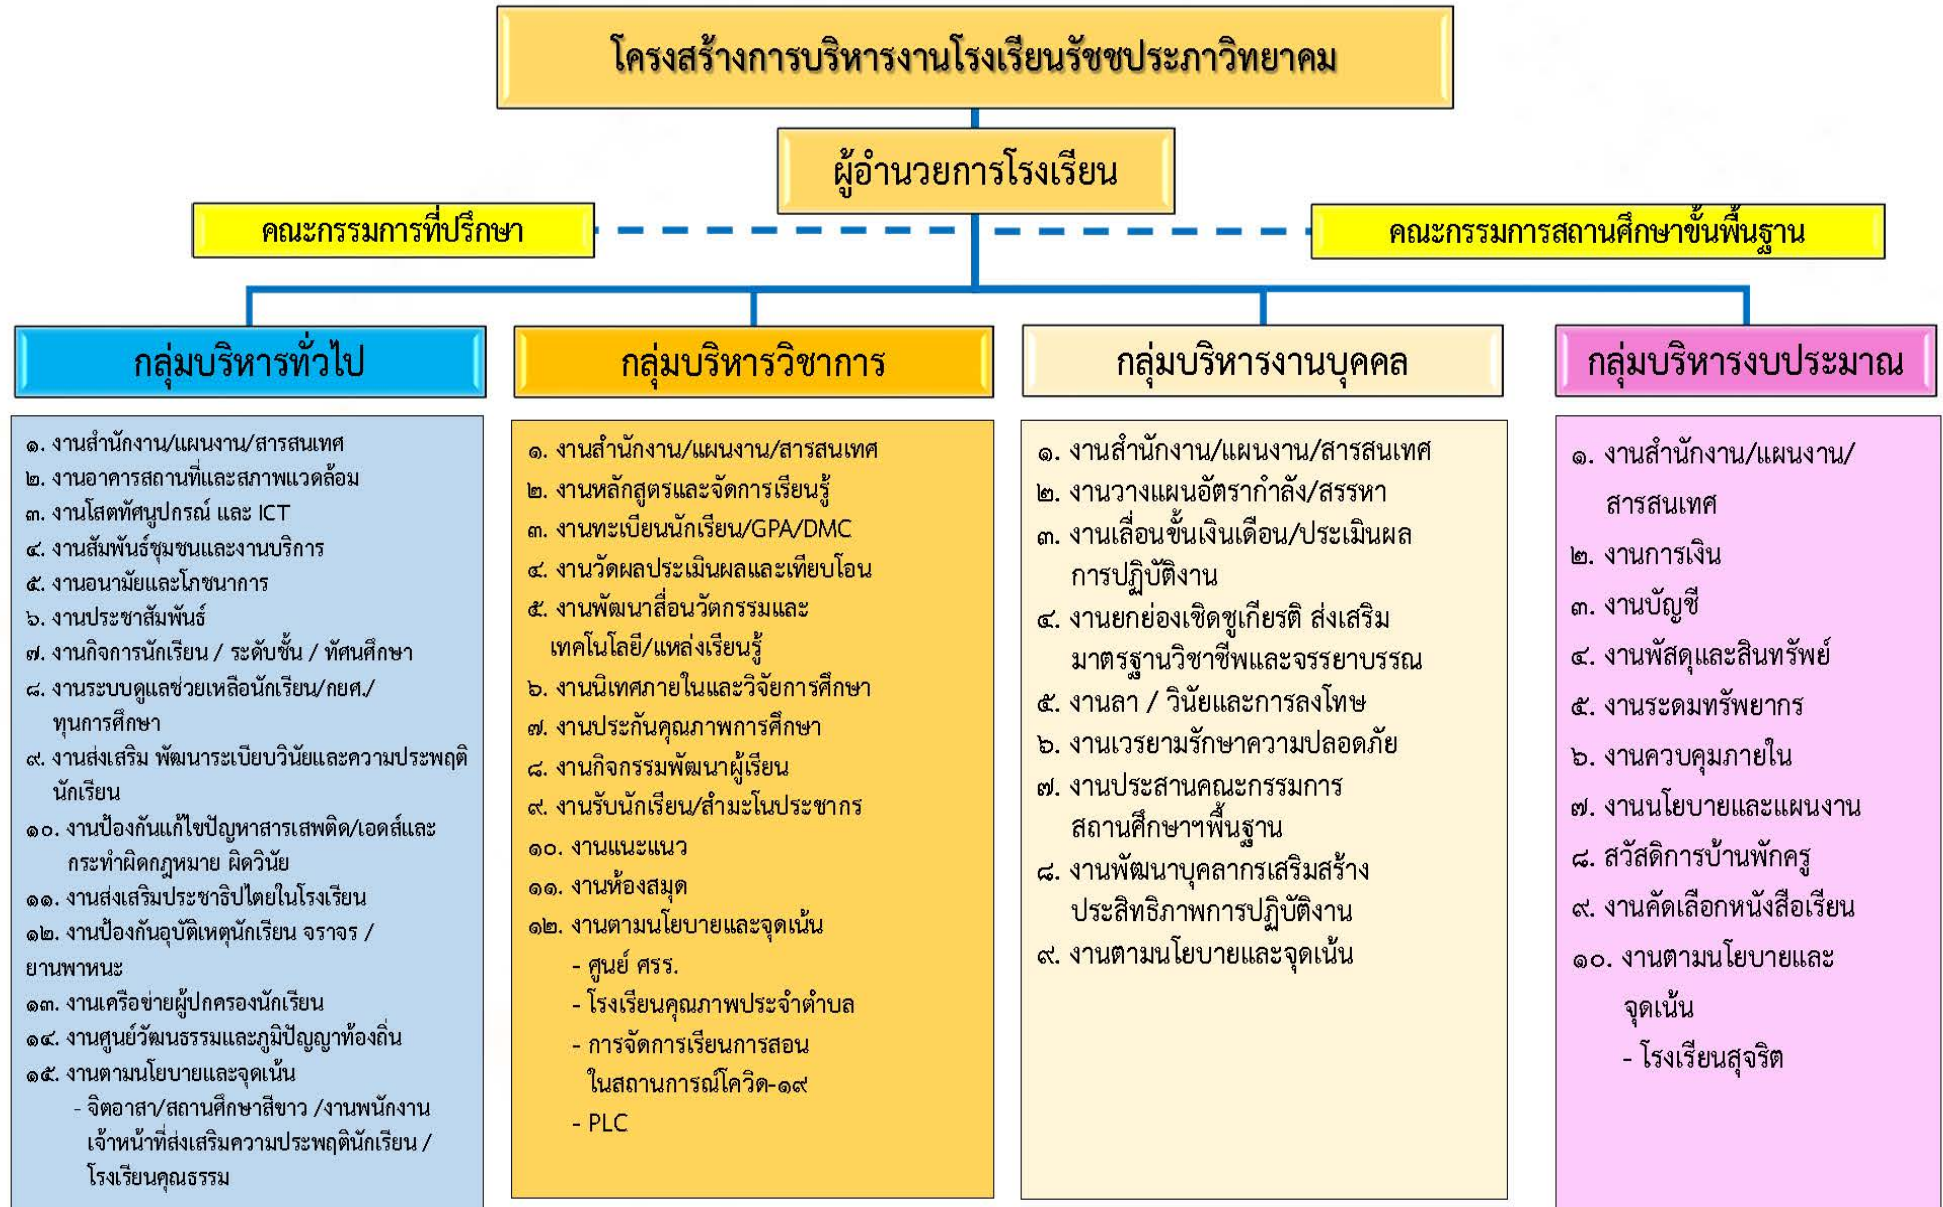 โครงสร้างการบริหารงานโรงเรียนรัชชประภาวิทยาคม
ผู้อำนวยการโรงเรียน
คณะกรรมการที่ปรึกษา
คณะกรรมการสถานศึกษาขั้นพื้นฐาน
กลุ่มบริหารทั่วไป
๑. งานสำนักงาน/แผนงาน/สารสนเทศ
๒. งานอาคารสถานที่และสภาพแวดล้อม
๓. งานโสตทัศนูปกรณ์ และ ICT
๔. งานสัมพันธ์ชุมชนและงานบริการ
๕. งานอนามัยและโภชนาการ
๖. งานประชาสัมพันธ์
๗. งานกิจการนักเรียน / ระดับชั้น / ทัศนศึกษา
๘. งานระบบดูแลช่วยเหลือนักเรียน/กยศ./
ทุนการศึกษา
๙. งานส่งเสริม พัฒนาระเบียบวินัยและความประพฤติ
นักเรียน
๑๐. งานป้องกันแก้ไขปัญหาสารเสพติด/เอดส์และ
กระทำผิดกฎหมาย ผิดวินัย
๑๑. งานส่งเสริมประชาธิปไตยในโรงเรียน
๑๒. งานป้องกันอุบัติเหตุนักเรียน จราจร /
ยานพาหนะ
๑๓. งานเครือข่ายผู้ปกครองนักเรียน
๑๔. งานศูนย์วัฒนธรรมและภูมิปัญญาท้องถิ่น
๑๕. งานตามนโยบายและจุดเน้น
- จิตอาสา/สถานศึกษาสีขาว /งานพนักงาน
เจ้าหน้าที่ส่งเสริมความประพฤตินักเรียน /
โรงเรียนคุณธรรม
กลุ่มบริหารวิชาการ
๑. งานสำนักงาน/แผนงาน/สารสนเทศ
๒. งานหลักสูตรและจัดการเรียนรู้
๓. งานทะเบียนนักเรียน/GPA/DMC
๔. งานวัดผลประเมินผลและเทียบโอน
๕. งานพัฒนาสื่อนวัตกรรมและ
เทคโนโลยี/แหล่งเรียนรู้
๖. งานนิเทศภายในและวิจัยการศึกษา
๗. งานประกันคุณภาพการศึกษา
๘. งานกิจกรรมพัฒนาผู้เรียน
๙. งานรับนักเรียน/สำมะโนประชากร
๑๐. งานแนะแนว
๑๑. งานห้องสมุด
๑๒. งานตามนโยบายและจุดเน้น
- ศูนย์ ศรร.
- โรงเรียนคุณภาพประจำตำบล
- การจัดการเรียนการสอน
ในสถานการณ์โควิด-๑๙
- PLC
กลุ่มบริหารงานบุคคล
๑. งานสำนักงาน/แผนงาน/สารสนเทศ
๒. งานวางแผนอัตรากำลัง/สรรหา
๓. งานเลื่อนขั้นเงินเดือน/ประเมินผล
การปฏิบัติงาน
๔. งานยกย่องเชิดชูเกียรติ ส่งเสริม
มาตรฐานวิชาชีพและจรรยาบรรณ
๕. งานลา / วินัยและการลงโทษ
๖. งานเวรยามรักษาความปลอดภัย
๗. งานประสานคณะกรรมการ
สถานศึกษาฯพื้นฐาน
๘. งานพัฒนาบุคลากรเสริมสร้าง
ประสิทธิภาพการปฏิบัติงาน
๙. งานตามนโยบายและจุดเน้น
กลุ่มบริหารงบประมาณ
๑. งานสำนักงาน/แผนงาน/
สารสนเทศ
๒. งานการเงิน
๓. งานบัญชี
๔. งานพัสดุและสินทรัพย์
๕. งานระดมทรัพยากร
๖. งานควบคุมภายใน
๗. งานนโยบายและแผนงาน
๘. สวัสดิการบ้านพักครู
๙. งานคัดเลือกหนังสือเรียน
๑๐. งานตามนโยบายและ
จุดเน้น
- โรงเรียนสุจริต